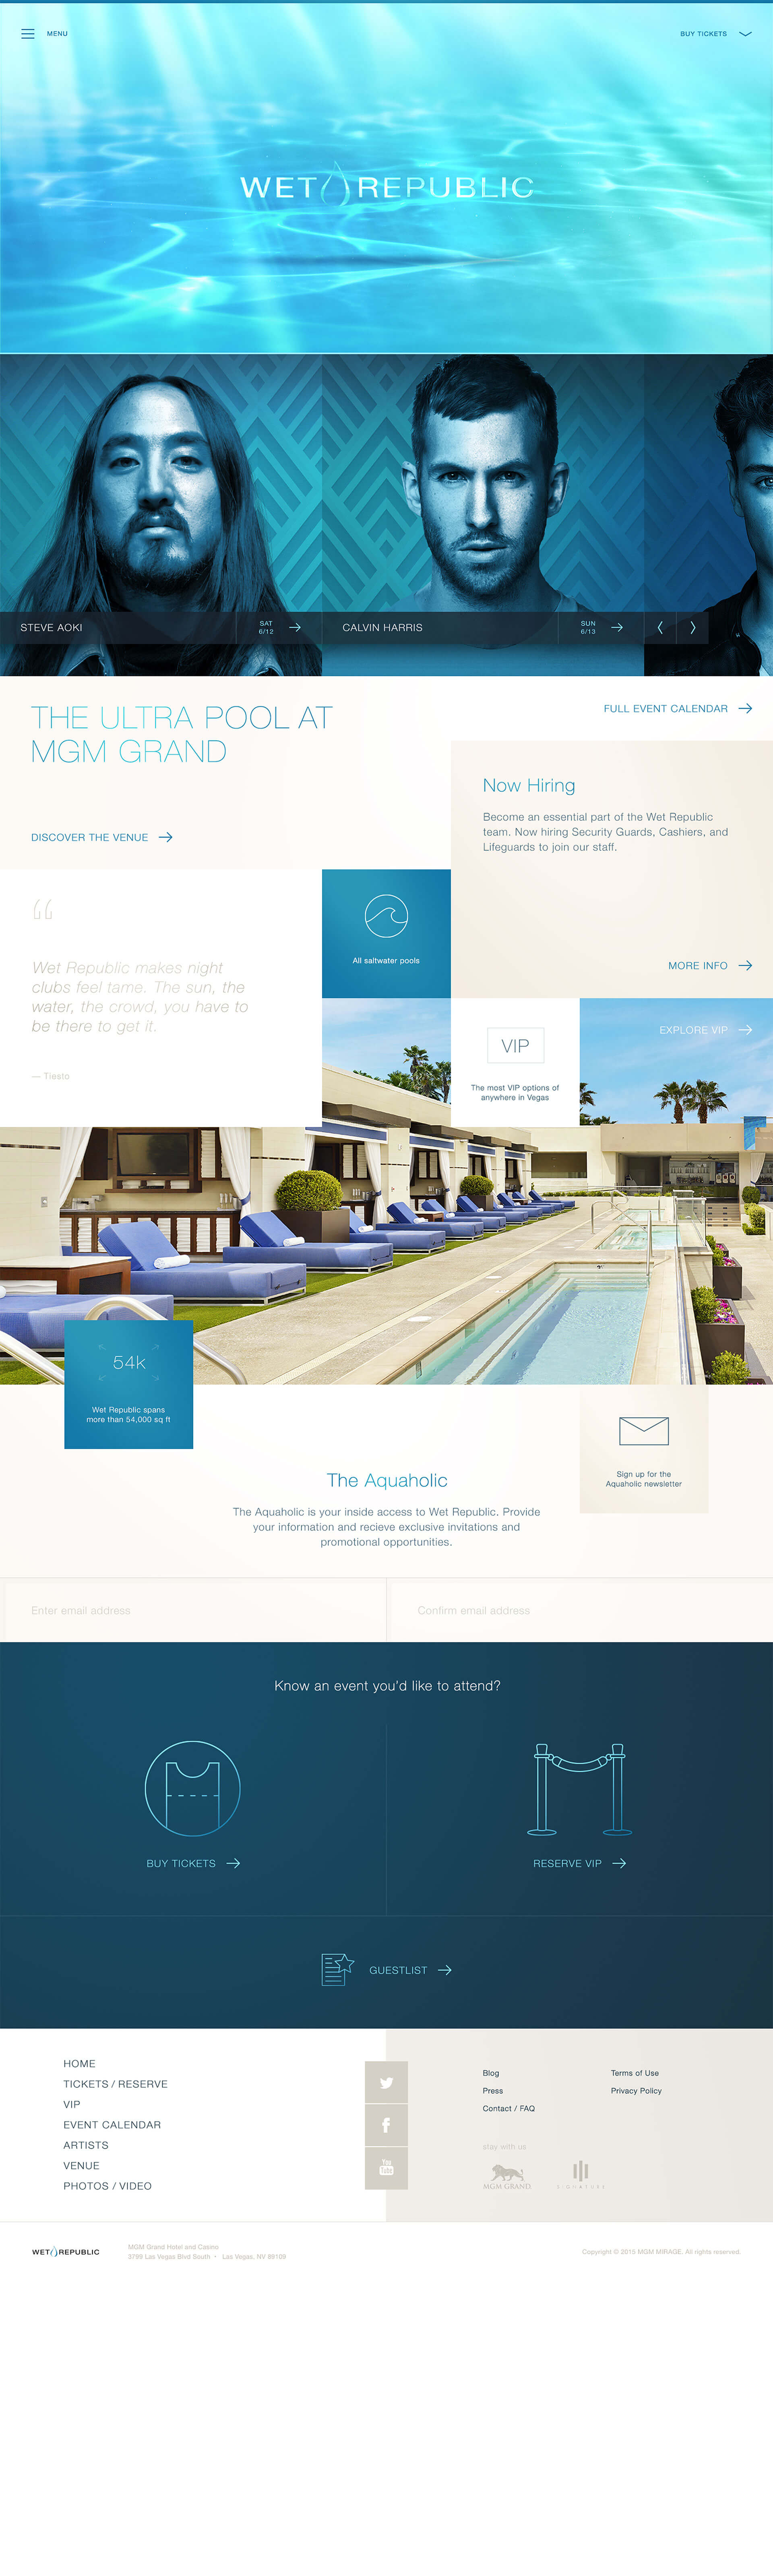 MENU
BUY TICKETS
WET REPUBLIC
STEVE AOKI
SAT
6/12
CALVIN HARRIS
SUN
6/13
THE ULTRA POOL AT
MGM GRAND
DISCOVER THE VENUE
FULL EVENT CALENDAR
Now Hiring
Become an essential part of the Wet Republic
team. Now hiring Security Guards, Cashiers, and
Lifeguards to join our staff.
MORE INFO
“
Wet Republic makes night
clubs feel tame. The sun, the
water, the crowd, you have to
be there to get it.
— Tiesto
All saltwater pools
VIP
The most VIP options of
anywhere in Vegas
EXPLORE VIP
54k
Wet Republic spans
more than 54,000 sq ft
Sign up for the
Aquaholic newsletter
The Aquaholic
The Aquaholic is your inside access to Wet Republic. Provide
your information and recieve exclusive invitations and
promotional opportunities.
Enter email address
Confirm email address
Know an event you’d like to attend?
BUY TICKETS
RESERVE VIP
GUESTLIST
HOME
TICKETS / RESERVE
VIP
EVENT CALENDAR
ARTISTS
VENUE
PHOTOS / VIDEO
You
Tube
Blog
Press
Contact / FAQ
Terms of Use
Privacy Policy
stay with us
MGM GRAND
SIGNATURE
WET REPUBLIC
MGM Grand Hotel and Casino
3799 Las Vegas Blvd South • Las Vegas, NV 89109
Copyright © 2015 MGM MIRAGE. All rights reserved.